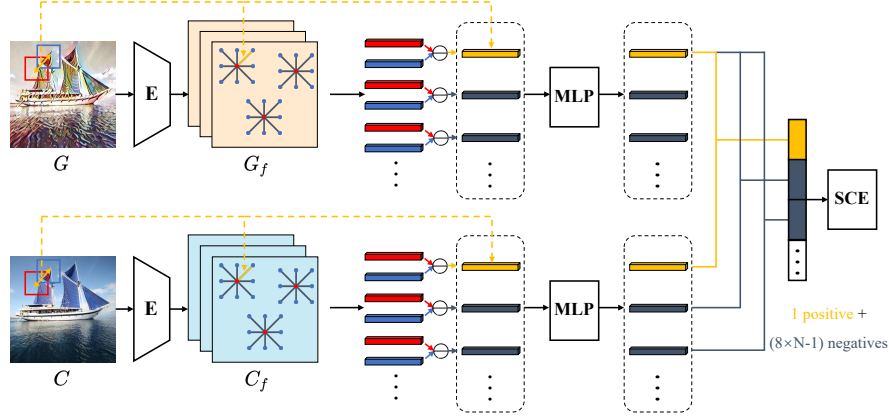 E
MLP
G
G_f
SCE
E
MLP
1 positive +
(8×N-1) negatives
C
C_f